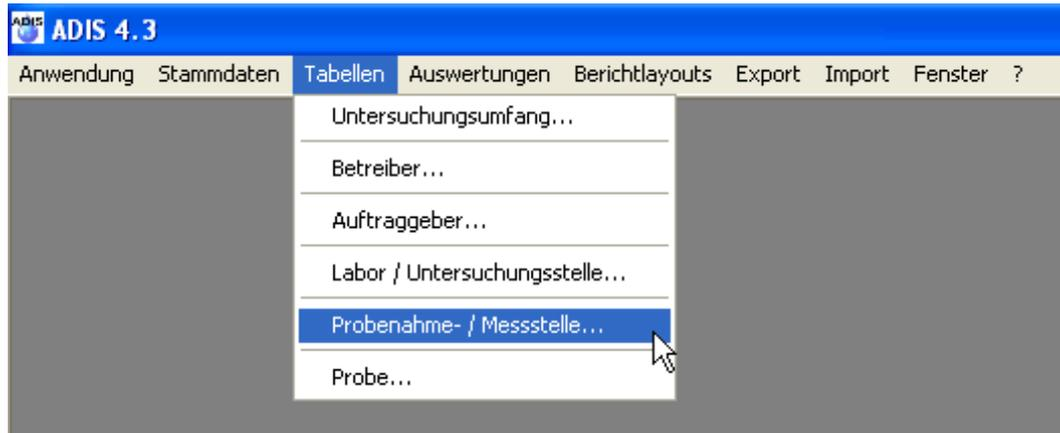 ADIS ADIS 4.3
Anwendung Stammdaten Tabellen Auswertungen Berichtlayouts Export Import Fenster ?
Untersuchungsumfang...
Betreiber...
Auftraggeber...
Labor / Untersuchungsstelle...
Probenahme- / Messstelle...
Probe...